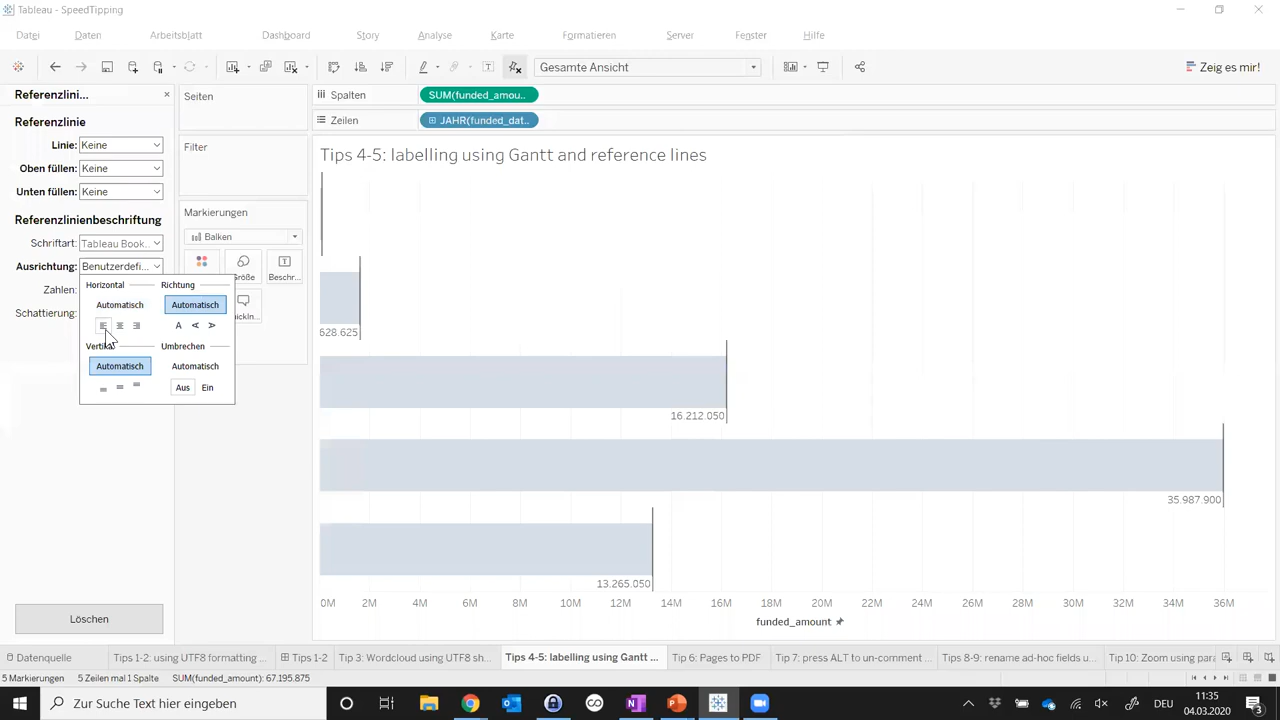 Tableau - SpeedTipping
Datei Daten Arbeitsblatt Dashboard Story Analyse Karte Formatieren Server Fenster Hilfe
Gesamte Ansicht
Zeig es mir!
Referenzlini...
Referenzlinie
Linie: Keine
Oben füllen: Keine
Unten füllen: Keine
Referenzlinienbeschriftung
Schriftart: Tableau Book..
Ausrichtung: Benutzerdefi...
Zahlen:
Schattierung:
Horizontal Richtung
Automatisch Automatisch
A A A
Umbrechen
Automatisch Automatisch
Aus Ein
Löschen
Seiten
Filter
Markierungen
Balken
Beschr...
Spalten SUM(funded_amou..
Zeilen JAHR(funded_dat..
Tips 4-5: labelling using Gantt and reference lines
628.625
16.212.050
35.987.900
13.265.050
0M 2M 4M 6M 8M 10M 12M 14M 16M 18M 20M 22M 24M 26M 28M 30M 32M 34M 36M
funded_amount
Datenquelle
Tips 1-2: using UTF8 formatting ...
Tips 1-2
Tip 3: Wordcloud using UTF8 sh...
Tips 4-5: labelling using Gantt ...
Tip 6: Pages to PDF
Tip 7: press ALT to un-comment ...
Tips 8-9: rename ad-hoc fields u...
Tip 10: Zoom using para
5 Markierungen 5 Zeilen mal 1 Spalte SUM(funded_amount): 67.195.875
Zur Suche Text hier eingeben
DEU
11:35
04.03.2020
3